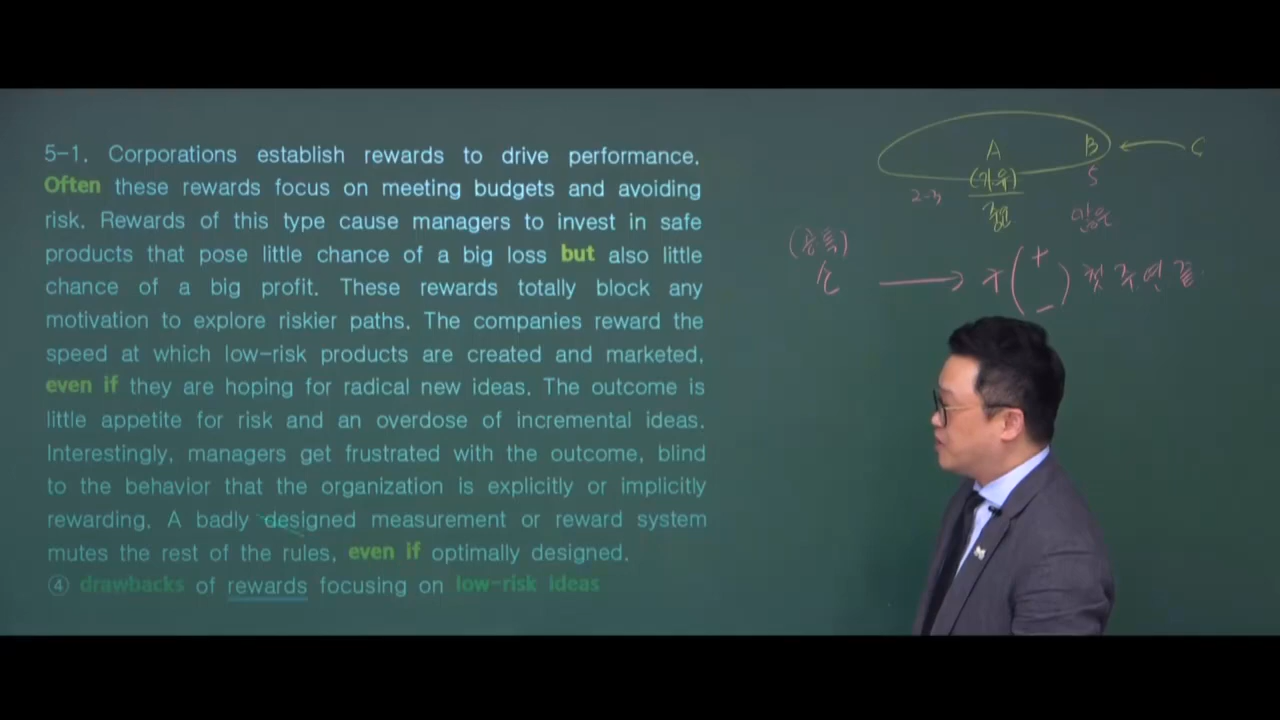 5-1. Corporations establish rewards to drive performance.
Often these rewards focus on meeting budgets and avoiding
risk. Rewards of this type cause managers to invest in safe
products that pose little chance of a big loss but also little
chance of a big profit. These rewards totally block any
motivation to explore riskier paths. The companies reward the
speed at which low-risk products are created and marketed,
even if they are hoping for radical new ideas. The outcome is
little appetite for risk and an overdose of incremental ideas.
Interestingly, managers get frustrated with the outcome, blind
to the behavior that the organization is explicitly or implicitly
rewarding. A badly designed measurement or reward system
mutes the rest of the rules, even if optimally designed.
④ drawbacks of rewards focusing on low-risk ideas
A B
2-3 5
(공통)
+
-